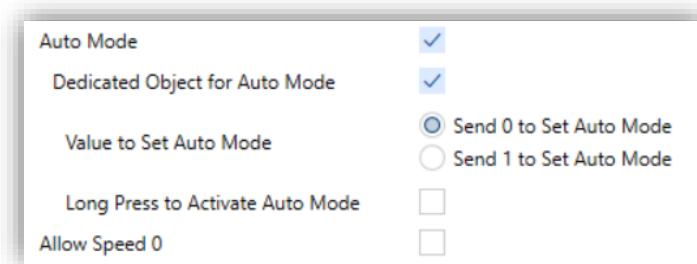 Auto Mode
Dedicated Object for Auto Mode
Value to Set Auto Mode
Send 0 to Set Auto Mode
Send 1 to Set Auto Mode
Long Press to Activate Auto Mode
Allow Speed 0